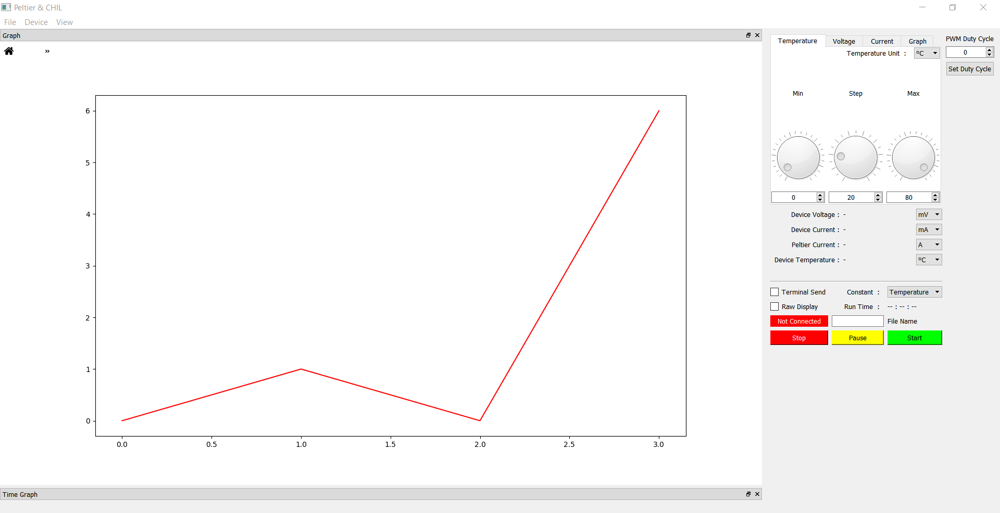 Peltier & CHIL
File Device View
Graph
»
6
5
4
3
2
1
0
0.0 0.5 1.0 1.5 2.0 2.5 3.0
Time Graph
Temperature Voltage Current Graph
Temperature Unit : ºC
Min Step Max
0 20 80
Device Voltage : - mV
Device Current : - mA
Peltier Current : - A
Device Temperature : - ºC
Terminal Send Constant : Temperature
Raw Display Run Time : -- : -- : --
Not Connected File Name
Stop Pause Start
PWM Duty Cycle
0
Set Duty Cycle